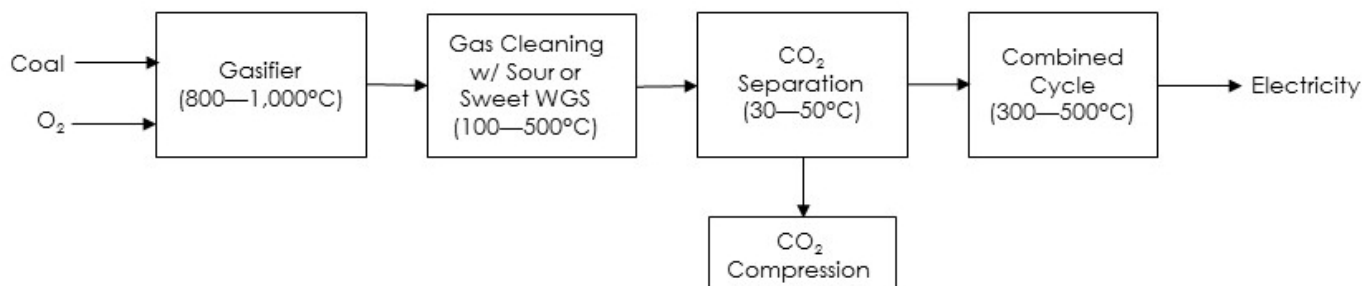 Coal
O₂
Gasifier
(800—1,000°C)
Gas Cleaning
w/ Sour or
Sweet WGS
(100—500°C)
CO₂
Separation
(30—50°C)
Combined
Cycle
(300—500°C)
Electricity
CO₂
Compression